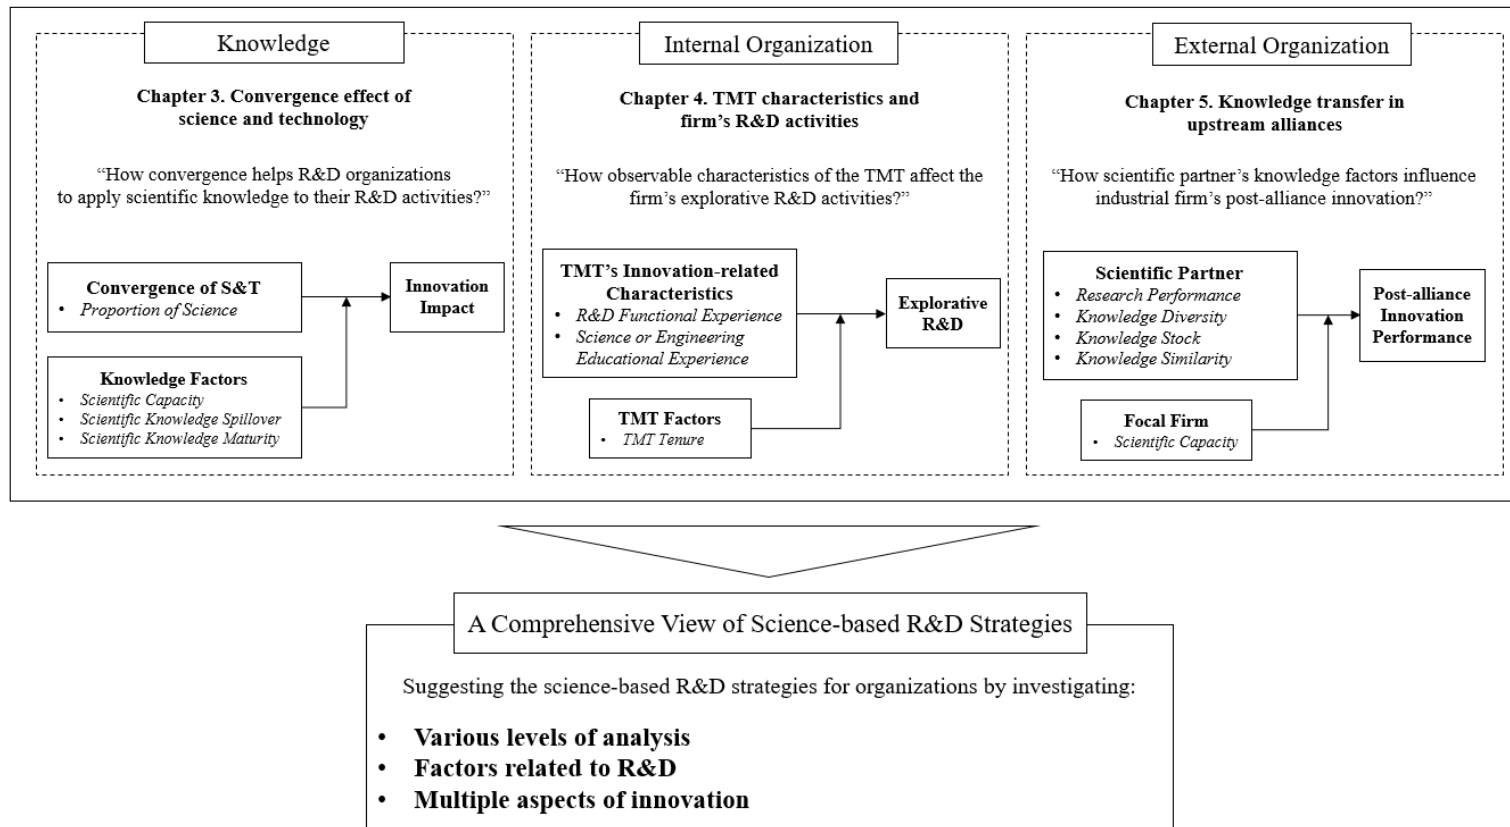 Knowledge
Chapter 3. Convergence effect of
science and technology
“How convergence helps R&D organizations
to apply scientific knowledge to their R&D activities?”
Convergence of S&T
• Proportion of Science
Innovation
Impact
Knowledge Factors
• Scientific Capacity
• Scientific Knowledge Spillover
• Scientific Knowledge Maturity
Internal Organization
Chapter 4. TMT characteristics and
firm’s R&D activities
“How observable characteristics of the TMT affect the
firm’s explorative R&D activities?”
TMT’s Innovation-related
Characteristics
• R&D Functional Experience
• Science or Engineering
Educational Experience
Explorative
R&D
TMT Factors
• TMT Tenure
External Organization
Chapter 5. Knowledge transfer in
upstream alliances
“How scientific partner’s knowledge factors influence
industrial firm’s post-alliance innovation?”
Scientific Partner
• Research Performance
• Knowledge Diversity
• Knowledge Stock
• Knowledge Similarity
Post-alliance
Innovation
Performance
Focal Firm
• Scientific Capacity
A Comprehensive View of Science-based R&D Strategies
Suggesting the science-based R&D strategies for organizations by investigating:
• Various levels of analysis
• Factors related to R&D
• Multiple aspects of innovation